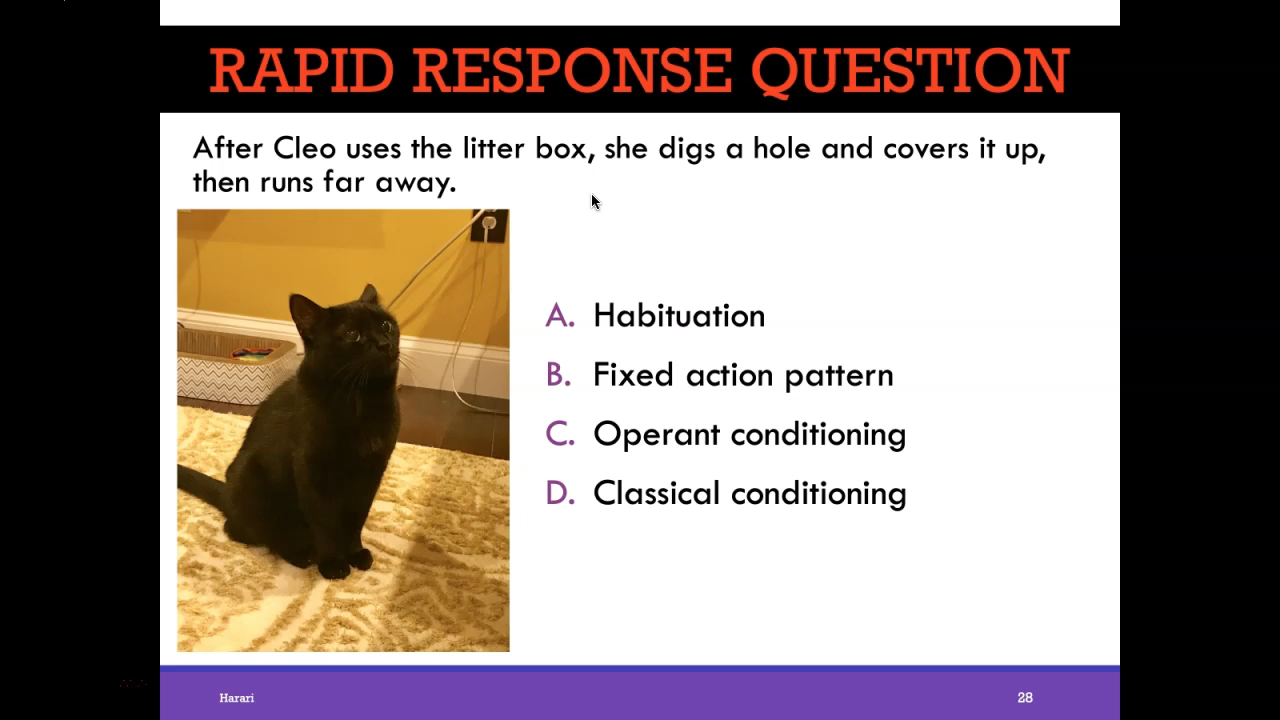 RAPID RESPONSE QUESTION
After Cleo uses the litter box, she digs a hole and covers it up,
then runs far away.
A. Habituation
B. Fixed action pattern
C. Operant conditioning
D. Classical conditioning
Harari
28